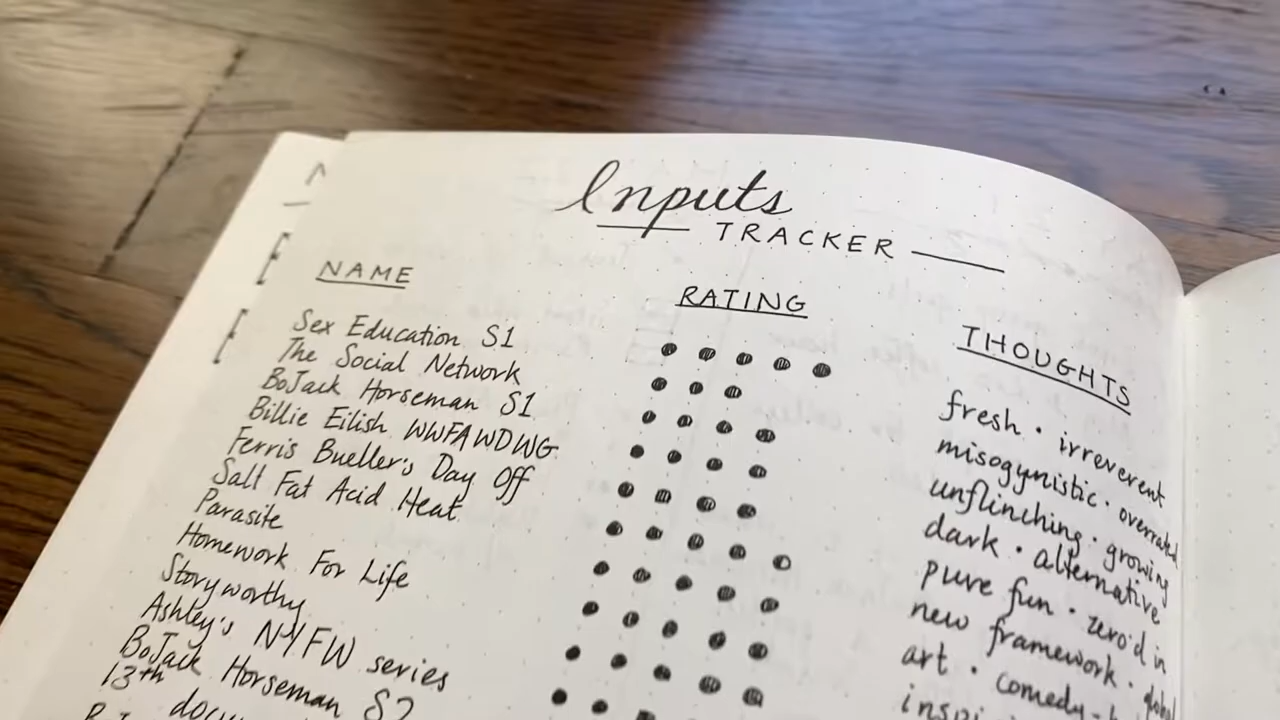 Inputs
TRACKER
NAME
RATING
THOUGHTS
Sex Education S1
The Social Network
BoJack Horseman S1
Billie Eilish WWFAWDWG
Ferris Bueller's Day Off
Salt Fat Acid Heat
Parasite
Homework For Life
Storyworthy
Ashley's NYFW series
BoJack Horseman S2
13th
fresh · irreverent
misogynistic · overrated
unflinching · growing
dark · alternative
pure fun · zero'd in
new framework · global
art · comedy